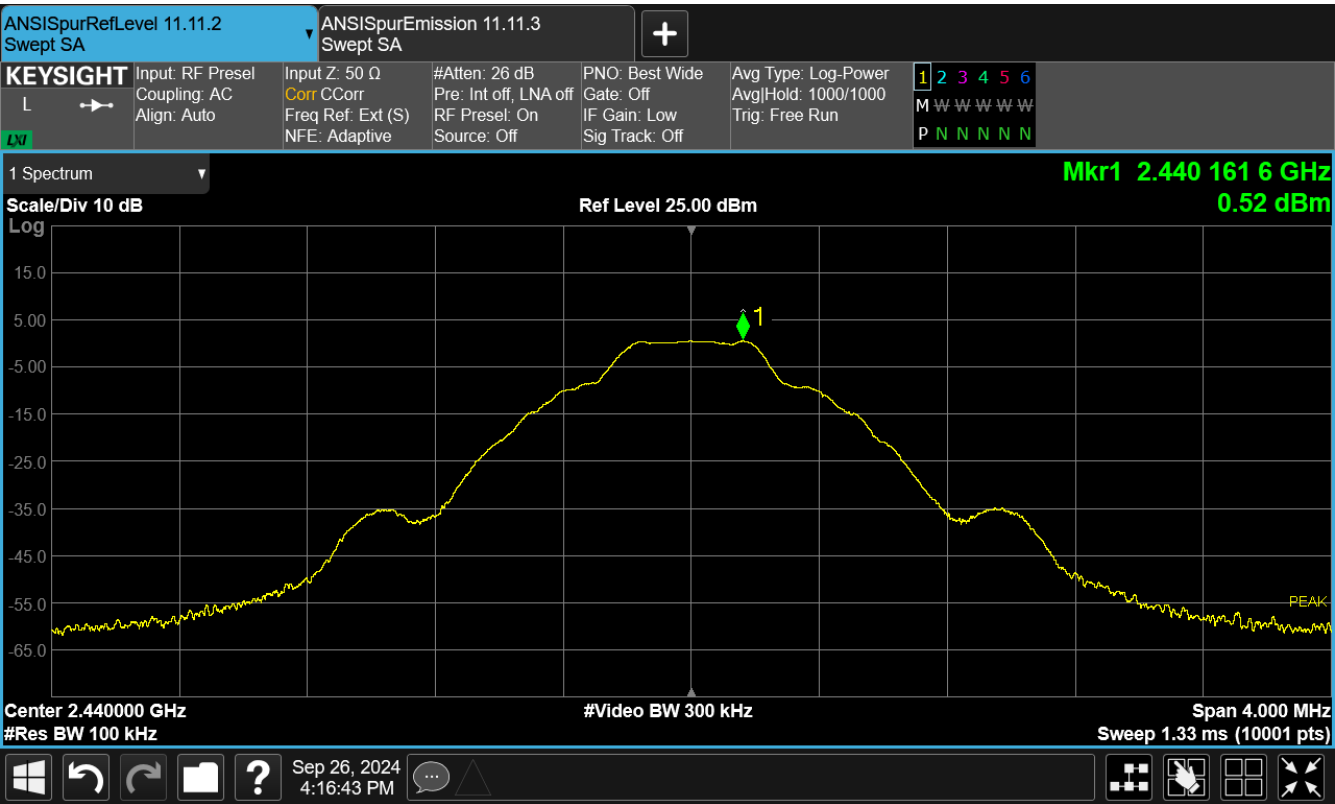 ANSISpurRefLevel 11.11.2
Swept SA
ANSISpurEmission 11.11.3
Swept SA
KEYSIGHT
L
LXI
Input: RF Presel
Coupling: AC
Align: Auto
Input Z: 50 Ω
Corr CCorr
Freq Ref: Ext (S)
NFE: Adaptive
#Atten: 26 dB
Pre: Int off, LNA off
RF Presel: On
Source: Off
PNO: Best Wide
Gate: Off
IF Gain: Low
Sig Track: Off
Avg Type: Log-Power
Avg|Hold: 1000/1000
Trig: Free Run
1 2 3 4 5 6
M W W W W W
P N N N N N
1 Spectrum
Mkr1 2.440 161 6 GHz
Scale/Div 10 dB
Ref Level 25.00 dBm
0.52 dBm
Log
15.0
5.00
1
-5.00
-15.0
-25.0
-35.0
-45.0
-55.0
PEAK
-65.0
Center 2.440000 GHz
#Video BW 300 kHz
Span 4.000 MHz
#Res BW 100 kHz
Sweep 1.33 ms (10001 pts)
?
Sep 26, 2024
4:16:43 PM